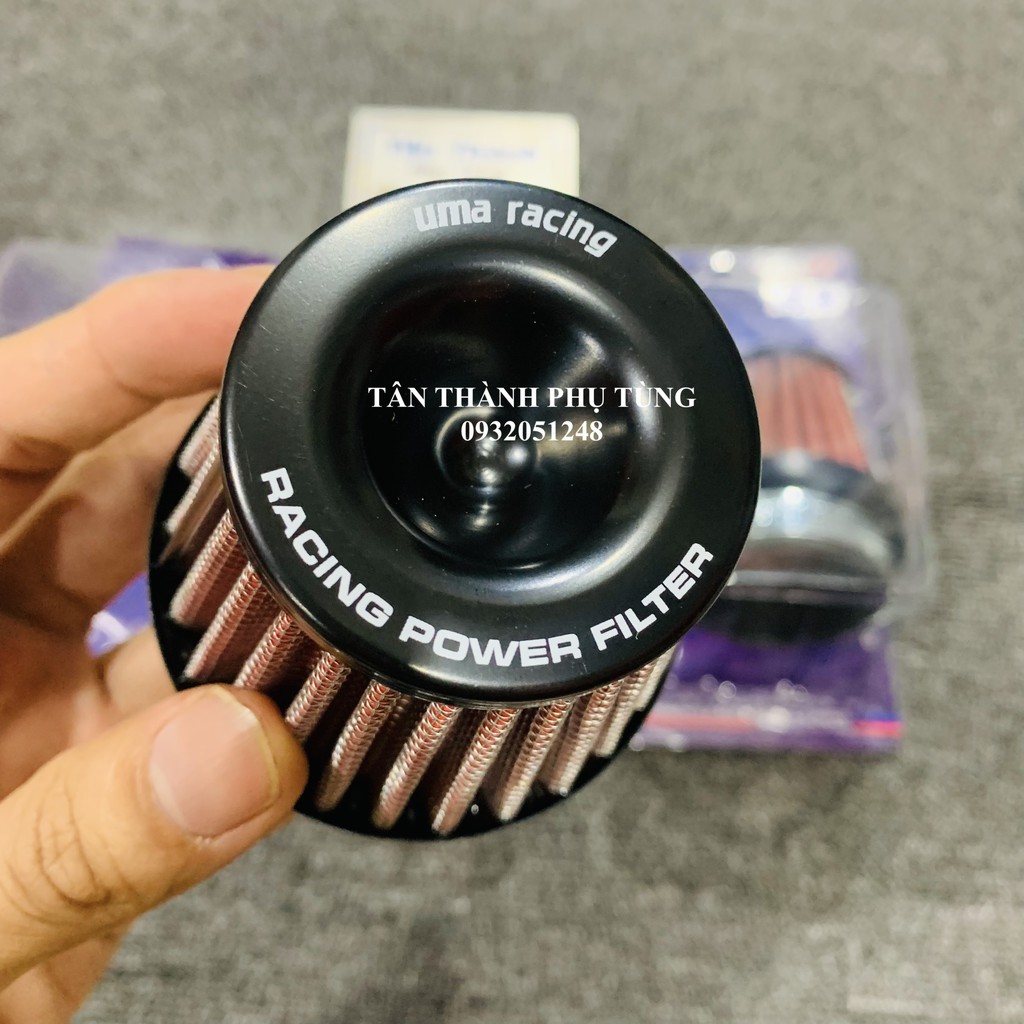 uma racing
TÂN THÀNH PHỤ TÙNG
0932051248
RACING POWER FILTER